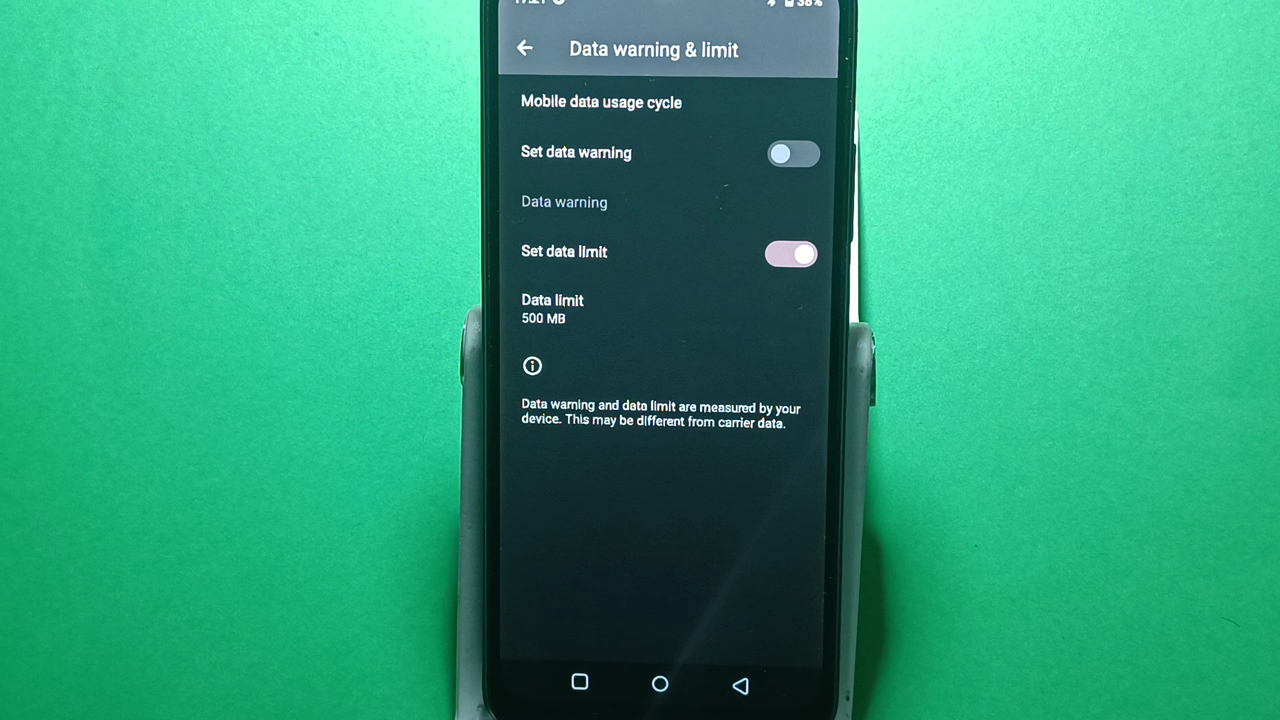 Data warning & limit
Mobile data usage cycle
Set data warning
Data warning
Set data limit
Data limit
500 MB
Data warning and data limit are measured by your
device. This may be different from carrier data.